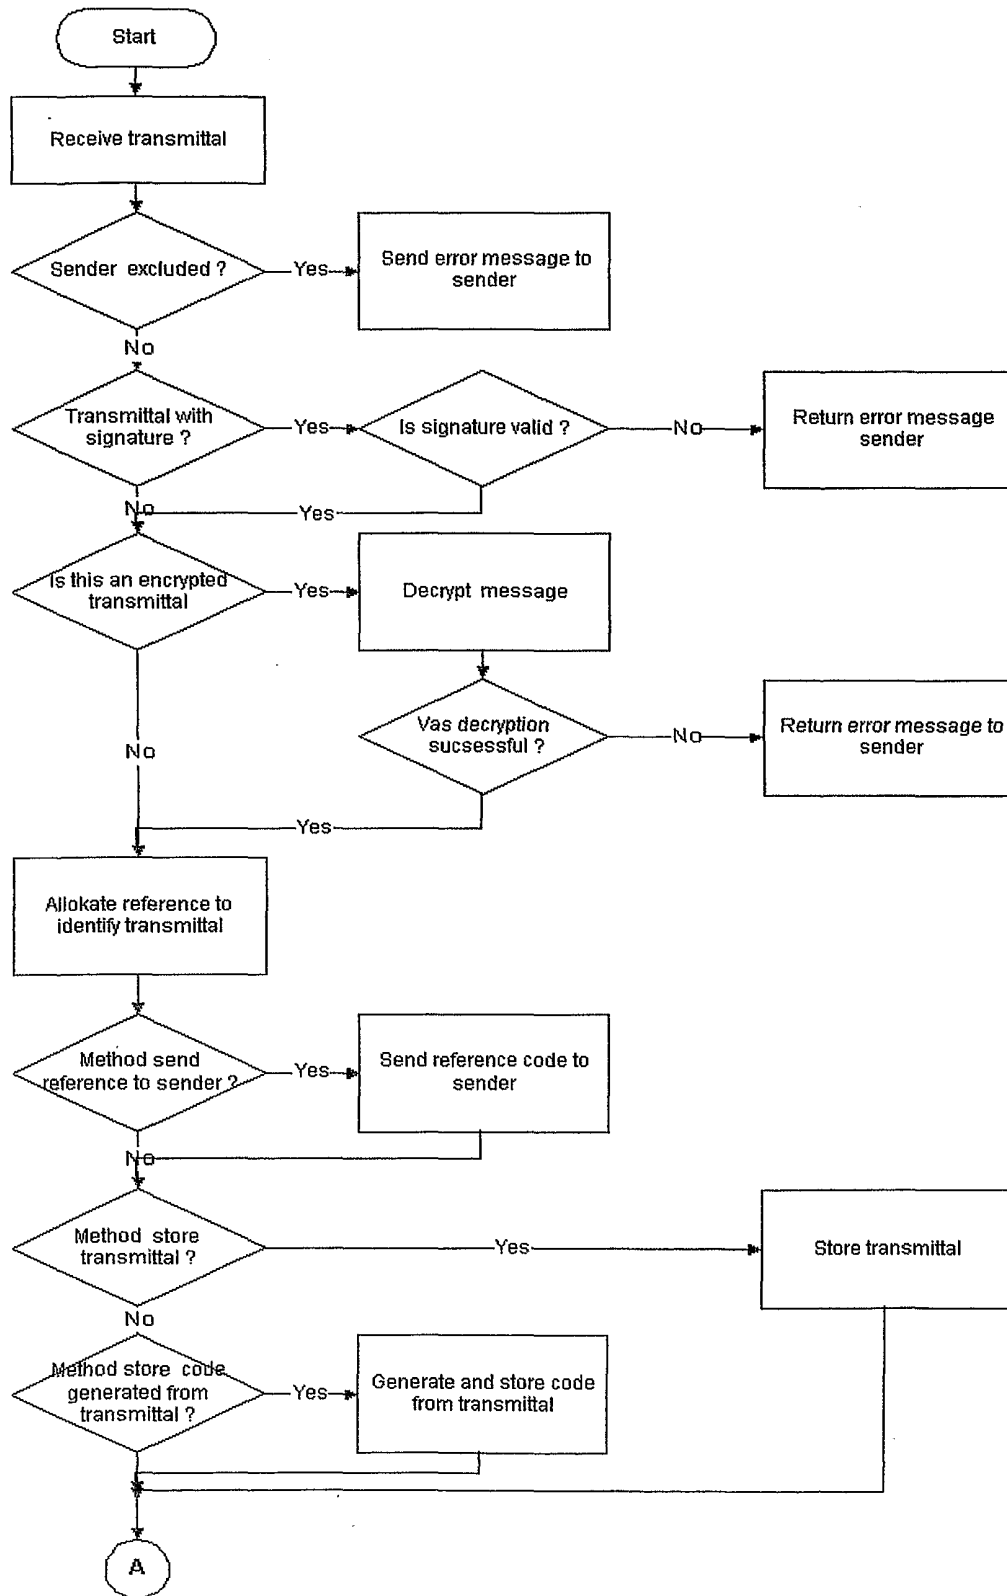 Start
Receive transmittal
Sender excluded ?
Yes
Send error message to
sender
No
Transmittal with
signature ?
Yes
Is signature valid ?
No
Return error message
sender
No
Yes
Is this an encrypted
transmittal
Yes
Decrypt message
No
Vas decryption
sucsessful ?
No
Return error message to
sender
Yes
Allokate reference to
identify transmittal
Method send
reference to sender ?
Yes
Send reference code to
sender
No
Method store
transmittal ?
Yes
Store transmittal
No
Method store code
generated from
transmittal ?
Yes
Generate and store code
from transmittal
A